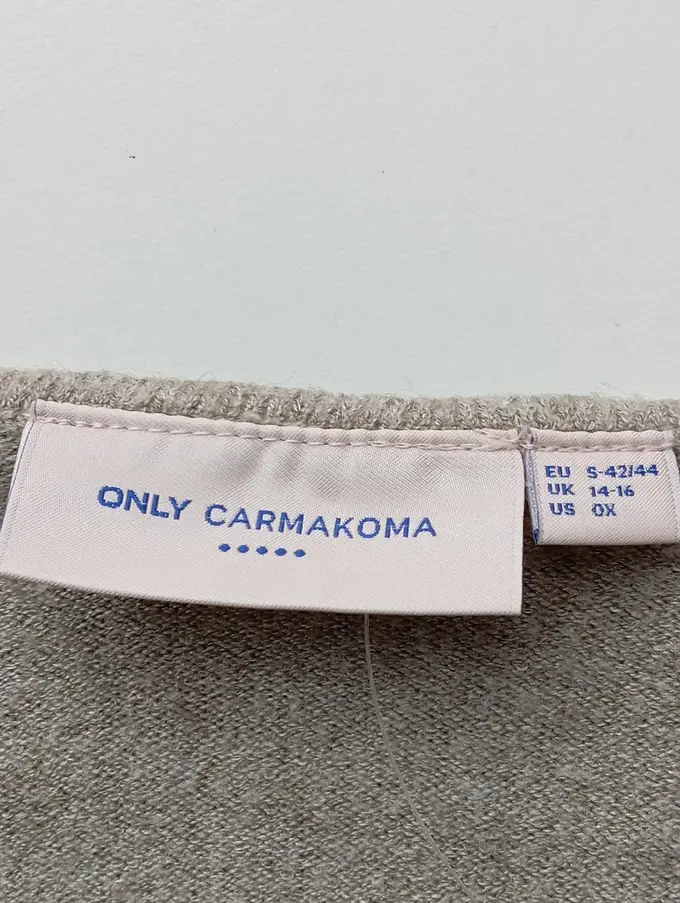 ONLY CARMAKOMA
EU S-42/44
UK 14-16
US 0X